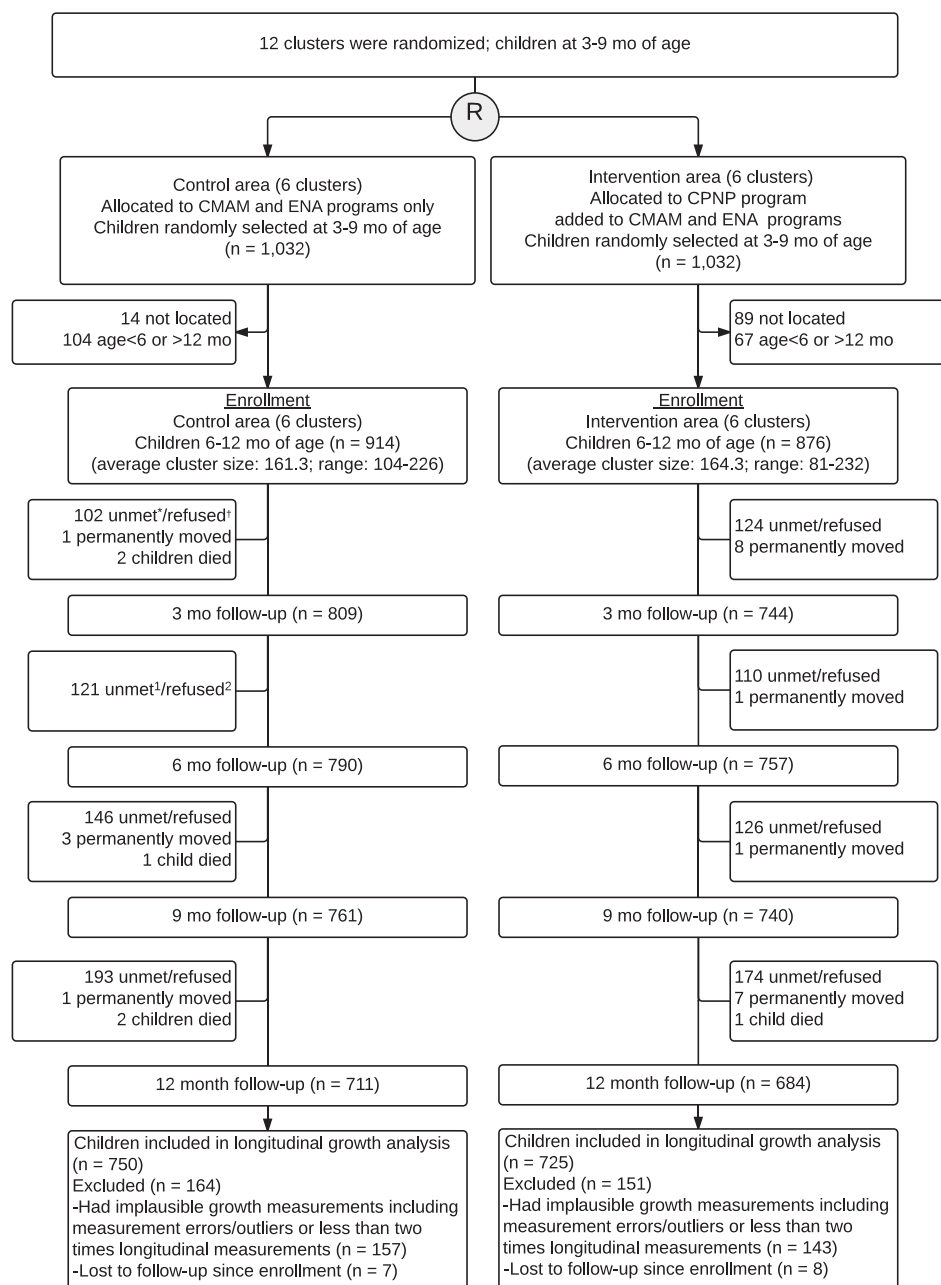 12 clusters were randomized; children at 3-9 mo of age
R
Control area (6 clusters)
Allocated to CMAM and ENA programs only
Children randomly selected at 3-9 mo of age
(n = 1,032)
Intervention area (6 clusters)
Allocated to CPNP program
added to CMAM and ENA programs
Children randomly selected at 3-9 mo of age
(n = 1,032)
14 not located
104 age<6 or >12 mo
89 not located
67 age<6 or >12 mo
Enrollment
Control area (6 clusters)
Children 6-12 mo of age (n = 914)
(average cluster size: 161.3; range: 104-226)
Enrollment
Intervention area (6 clusters)
Children 6-12 mo of age (n = 876)
(average cluster size: 164.3; range: 81-232)
102 unmet*/refused†
1 permanently moved
2 children died
124 unmet/refused
8 permanently moved
3 mo follow-up (n = 809)
3 mo follow-up (n = 744)
121 unmet¹/refused²
110 unmet/refused
1 permanently moved
6 mo follow-up (n = 790)
6 mo follow-up (n = 757)
146 unmet/refused
3 permanently moved
1 child died
126 unmet/refused
1 permanently moved
9 mo follow-up (n = 761)
9 mo follow-up (n = 740)
193 unmet/refused
1 permanently moved
2 children died
174 unmet/refused
7 permanently moved
1 child died
12 month follow-up (n = 711)
12 month follow-up (n = 684)
Children included in longitudinal growth analysis
(n = 750)
Excluded (n = 164)
-Had implausible growth measurements including
measurement errors/outliers or less than two
times longitudinal measurements (n = 157)
-Lost to follow-up since enrollment (n = 7)
Children included in longitudinal growth analysis
(n = 725)
Excluded (n = 151)
-Had implausible growth measurements including
measurement errors/outliers or less than two
times longitudinal measurements (n = 143)
-Lost to follow-up since enrollment (n = 8)